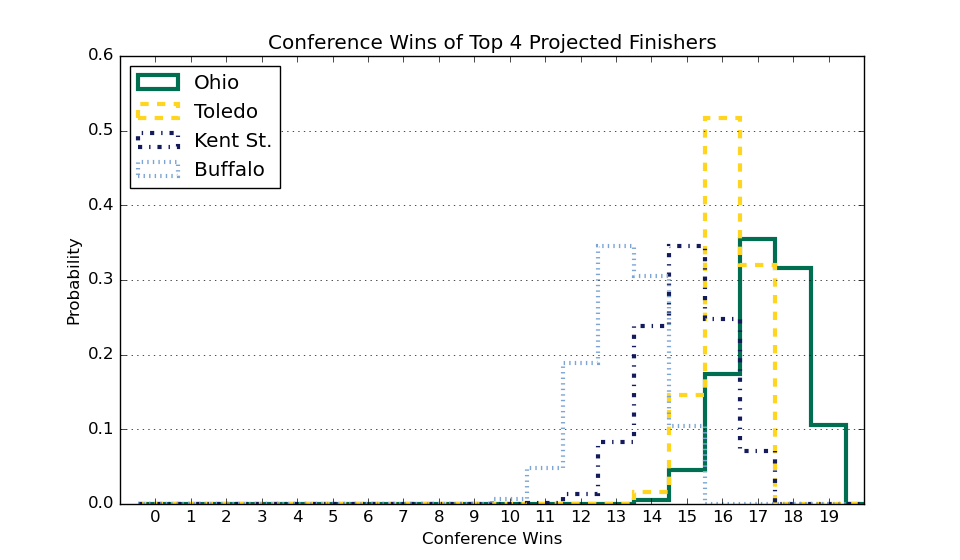 Conference Wins of Top 4 Projected Finishers
0.6
0.5
0.4
0.3
0.2
0.1
0.0
Probability
Ohio
Toledo
Kent St.
Buffalo
0 1 2 3 4 5 6 7 8 9 10 11 12 13 14 15 16 17 18 19
Conference Wins